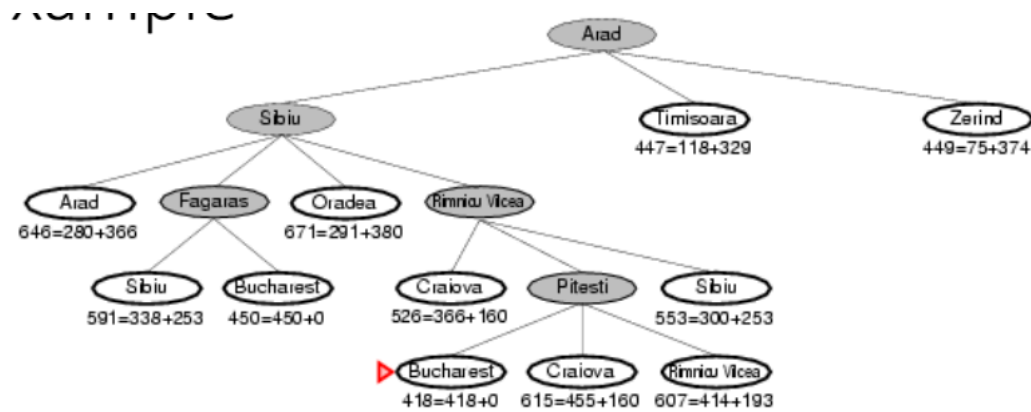 xample
Arad
Sibiu
Timisoara
Zerind
447=118+329
449=75+374
Arad
Fagaras
Oradea
Rimnicu Vilcea
646=280+366
671=291+380
Sibiu
Bucharest
Craiova
Pitesti
Sibiu
591=338+253
450=450+0
526=366+160
553=300+253
Bucharest
Craiova
Rimnicu Vilcea
418=418+0
615=455+160
607=414+193